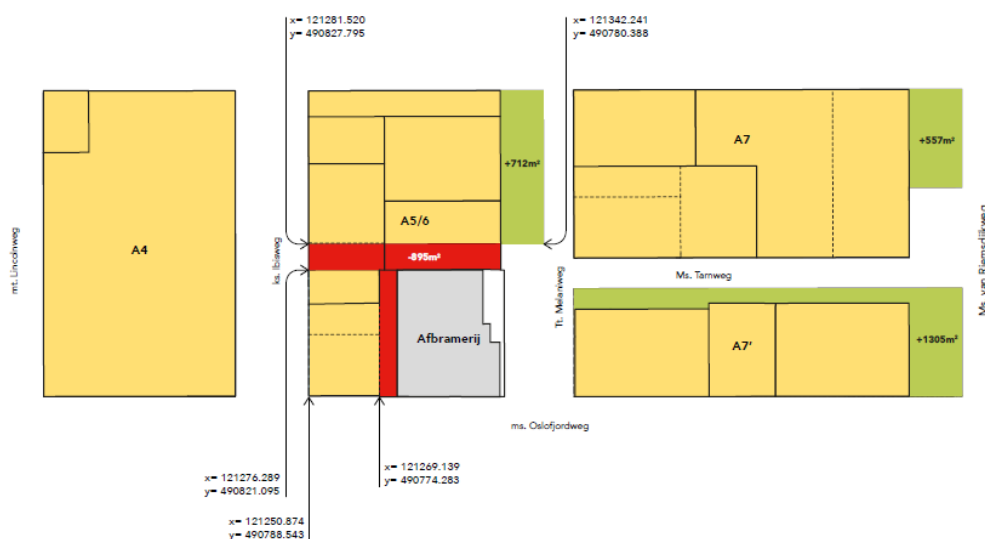 x= 121281.520
y= 490827.795
x= 121342.241
y= 490780.388
A4
A5/6
+712m²
-895m²
A7
+557m²
mt. Lincolnweg
ks. Ibisweg
Tt. Melaniweg
Ms. Tarnweg
Ms. van Riemsdijkweg
Afbramerij
A7'
+1305m²
ms. Oslofjordweg
x= 121276.289
y= 490821.095
x= 121269.139
y= 490774.283
x= 121250.874
y= 490788.543